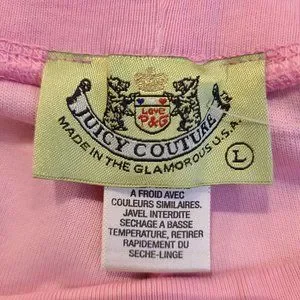 Love
P&G
JUICY COUTURE
MADE IN THE GLAMOROUS U.S.A.
L
A FROID AVEC
COULEURS SIMILAIRES.
JAVEL INTERDITE
SECHAGE A BASSE
TEMPERATURE, RETIRER
RAPIDEMENT DU
SECHE-LINGE